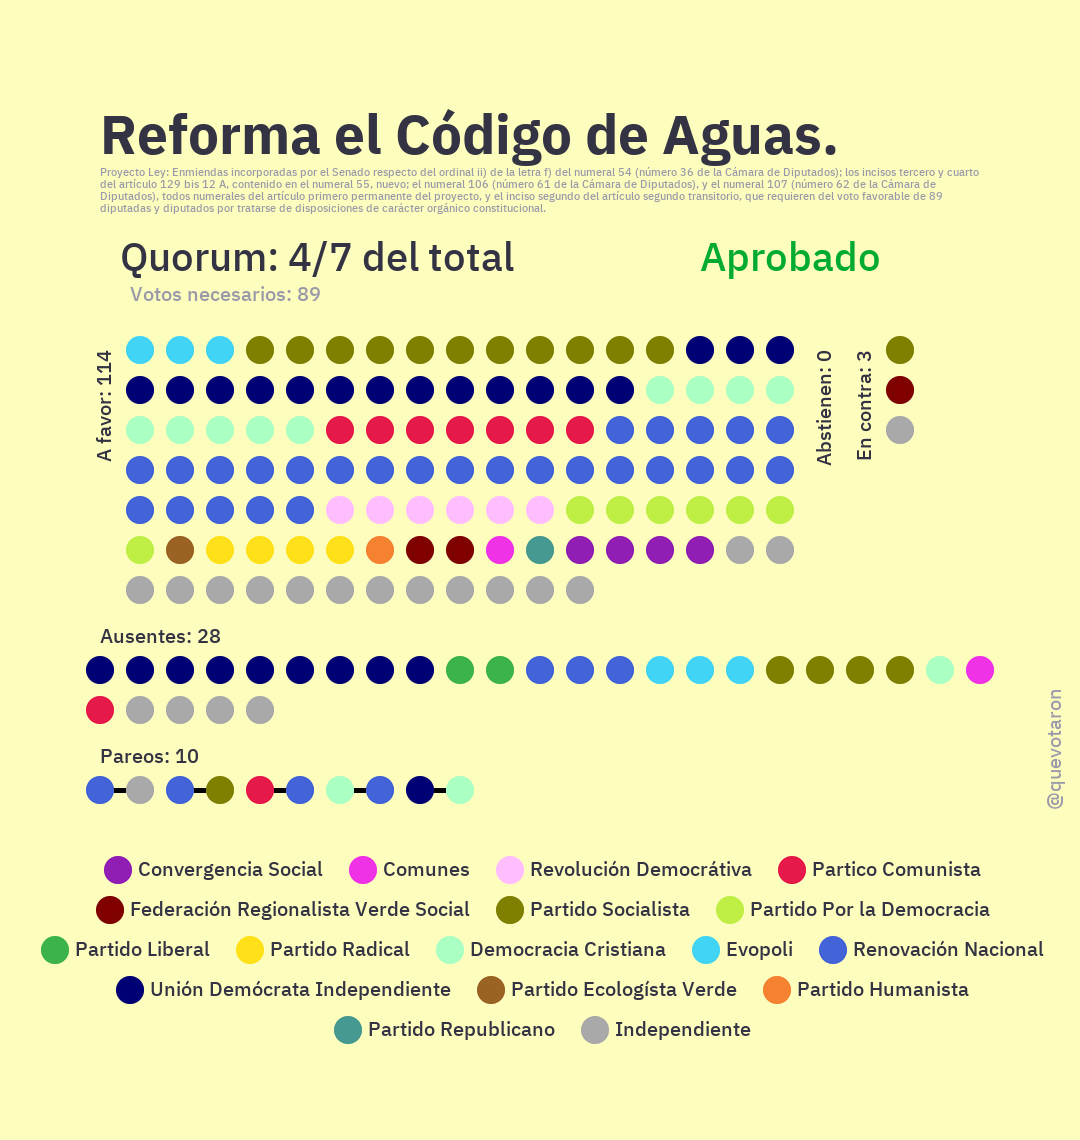 Reforma el Código de Aguas.
Proyecto Ley: Enmiendas incorporadas por el Senado respecto del ordinal ii) de la letra f) del numeral 54 (número 36 de la Cámara de Diputados); los incisos tercero y cuarto
del artículo 129 bis 12 A, contenido en el numeral 55, nuevo; el numeral 106 (número 61 de la Cámara de Diputados), y el numeral 107 (número 62 de la Cámara de
Diputados), todos numerales del artículo primero permanente del proyecto, y el inciso segundo del artículo segundo transitorio, que requieren del voto favorable de 89
diputadas y diputados por tratarse de disposiciones de carácter orgánico constitucional.
Quorum: 4/7 del total
Aprobado
Votos necesarios: 89
A favor: 114
Abstienen: 0
En contra: 3
Ausentes: 28
Pareos: 10
@quevotaron
Convergencia Social
Comunes
Revolución Democrátiva
Partico Comunista
Federación Regionalista Verde Social
Partido Socialista
Partido Por la Democracia
Partido Liberal
Partido Radical
Democracia Cristiana
Evopoli
Renovación Nacional
Unión Demócrata Independiente
Partido Ecologísta Verde
Partido Humanista
Partido Republicano
Independiente